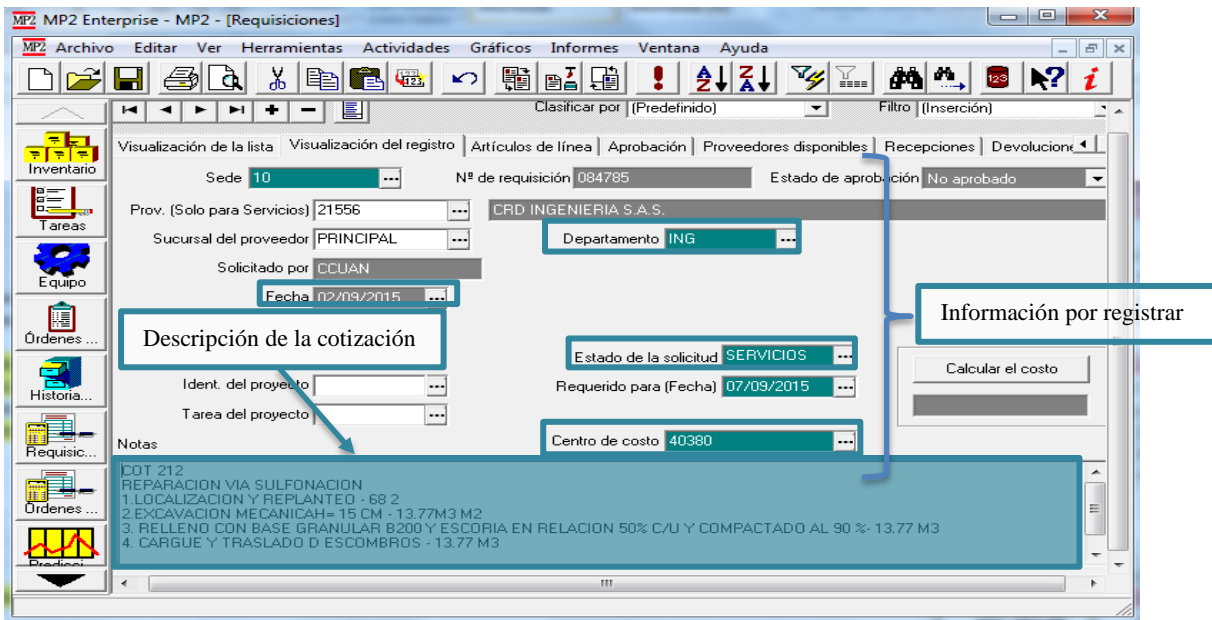 MP2 MP2 Enterprise - MP2 - [Requisiciones]
MP2 Archivo Editar Ver Herramientas Actividades Gráficos Informes Ventana Ayuda
Clasificar por (Predefinido) Filtro (Inserción)
Visualización de la lista Visualización del registro Artículos de línea Aprobación Proveedores disponibles Recepciones Devolucione
Inventario
Sede 10 ... Nº de requisición 084785 Estado de aprobación No aprobado
Prov. (Solo para Servicios) 21556 ... CRD INGENIERIA S.A.S.
Tareas
Sucursal del proveedor PRINCIPAL ... Departamento ING ...
Solicitado por CCUAN
Equipo
Fecha 02/09/2015 ...
Información por registrar
Descripción de la cotización
Órdenes ...
Estado de la solicitud SERVICIOS ...
Calcular el costo
Ident. del proyecto ... Requerido para (Fecha) 07/09/2015 ...
Historia...
Tarea del proyecto ...
Notas Centro de costo 40380 ...
Requisic...
COT 212
REPARACION VIA SULFONACION
1.LOCALIZACION Y REPLANTEO - 68 2
Órdenes ...
2.EXCAVACION MECANICAH= 15 CM - 13.77M3 M2
3. RELLENO CON BASE GRANULAR B200 Y ESCORIA EN RELACION 50% C/U Y COMPACTADO AL 90 %- 13.77 M3
4. CARGUE Y TRASLADO D ESCOMBROS - 13.77 M3
Predicci...